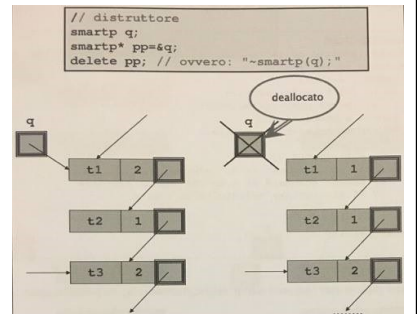 // distruttore
smartp q;
smartp* pp=&q;
delete pp; // ovvero: "~smartp(q);"
deallocato
q
q
t1 2
t1 1
t2 1
t2 1
t3 2
t3 2